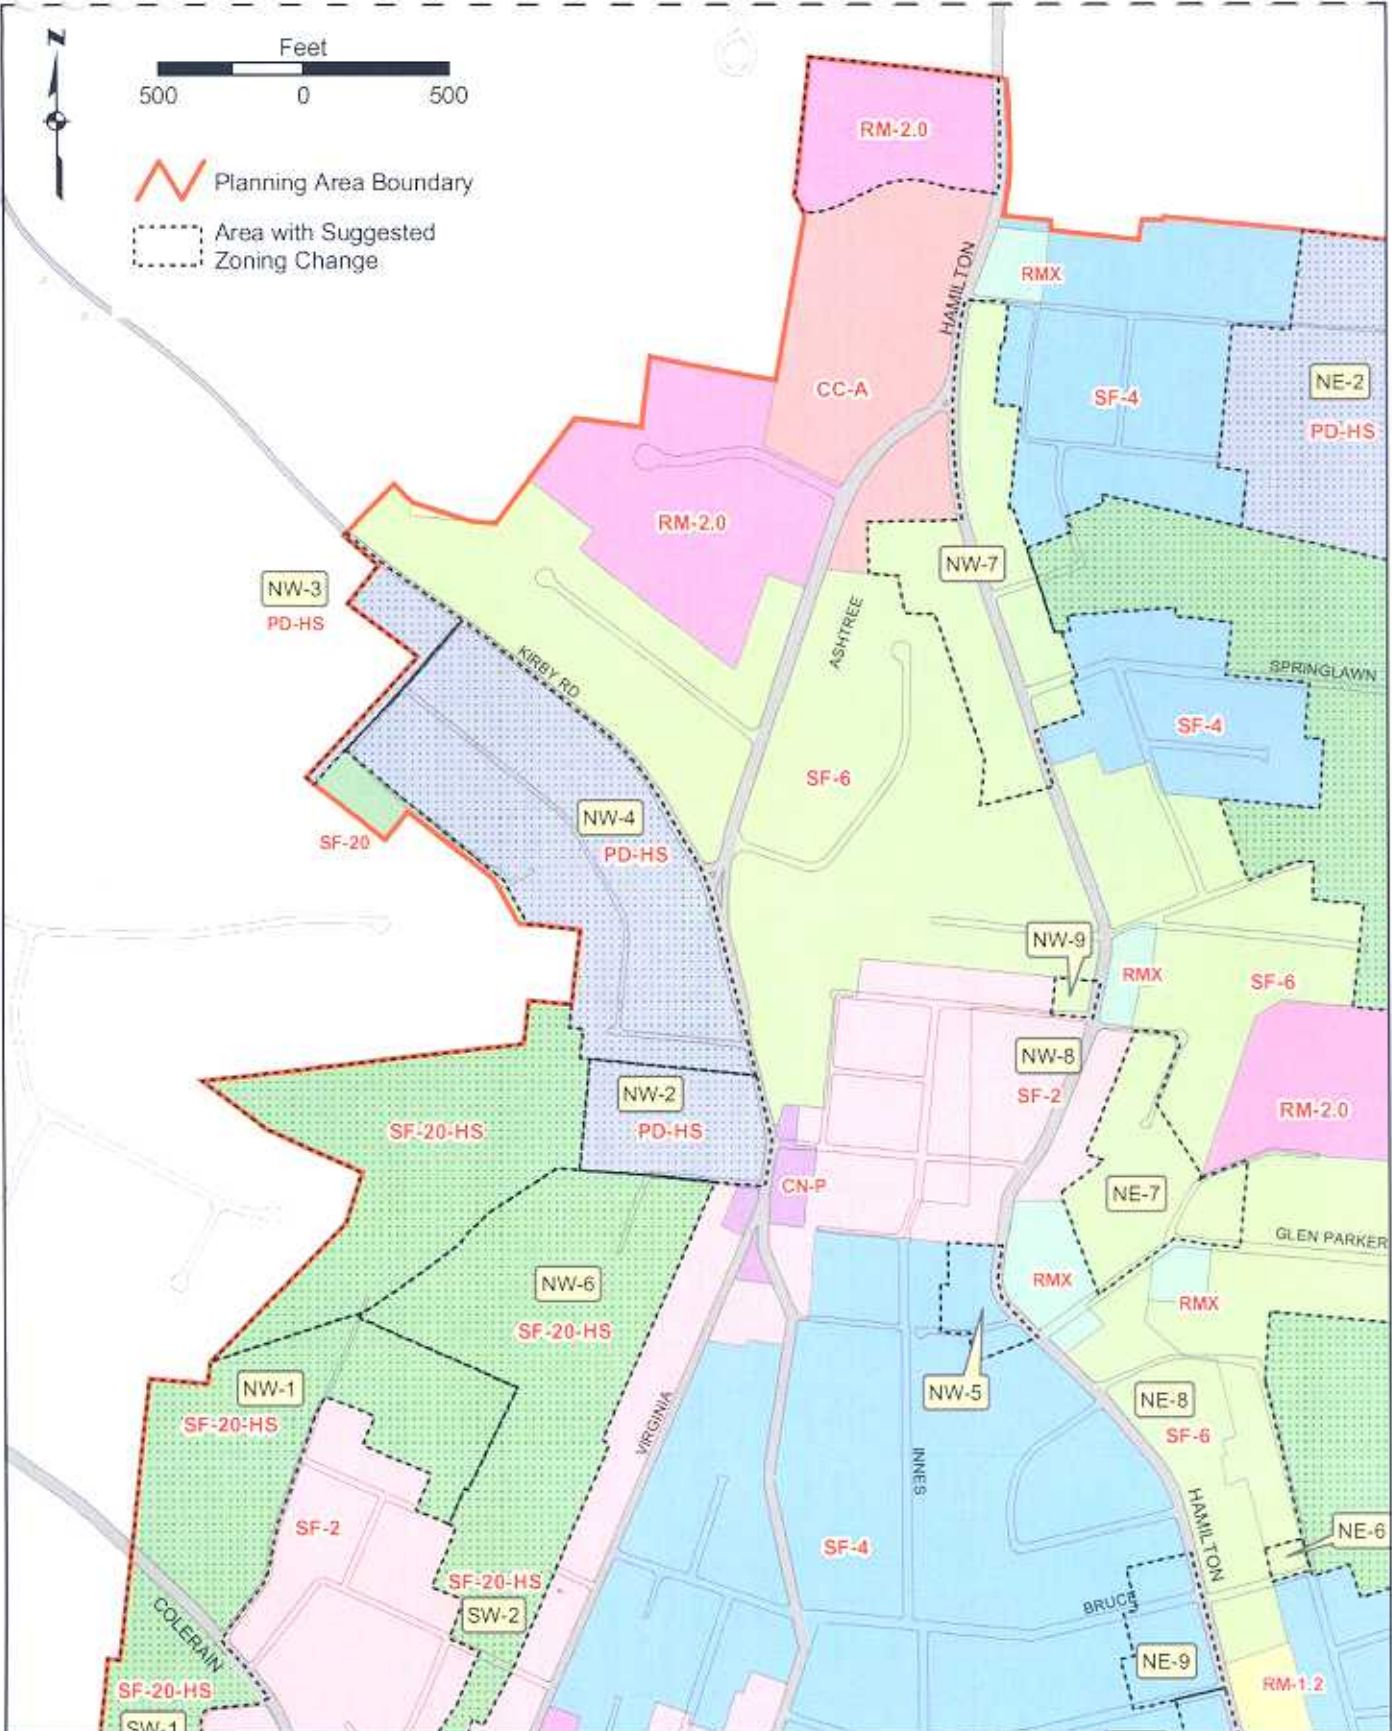 Z
Feet
500 0 500
Planning Area Boundary
Area with Suggested
Zoning Change
RM-2.0
HAMILTON
RMX
CC-A
SF-4
NE-2
PD-HS
RM-2.0
NW-7
NW-3
PD-HS
ASHTREE
KIRBY RD
SPRINGLAWN
SF-4
SF-6
NW-4
PD-HS
SF-20
NW-9
RMX
SF-6
NW-8
SF-2
NW-2
PD-HS
SF-20-HS
RM-2.0
CN-P
NE-7
GLEN PARKER
NW-6
SF-20-HS
RMX
RMX
NW-1
SF-20-HS
NW-5
NE-8
SF-6
VIRGINIA
INNES
HAMILTON
SF-2
SF-4
NE-6
SF-20-HS
SW-2
BRUCE
COLERAIN
NE-9
SF-20-HS
RM-1.2
SW-1